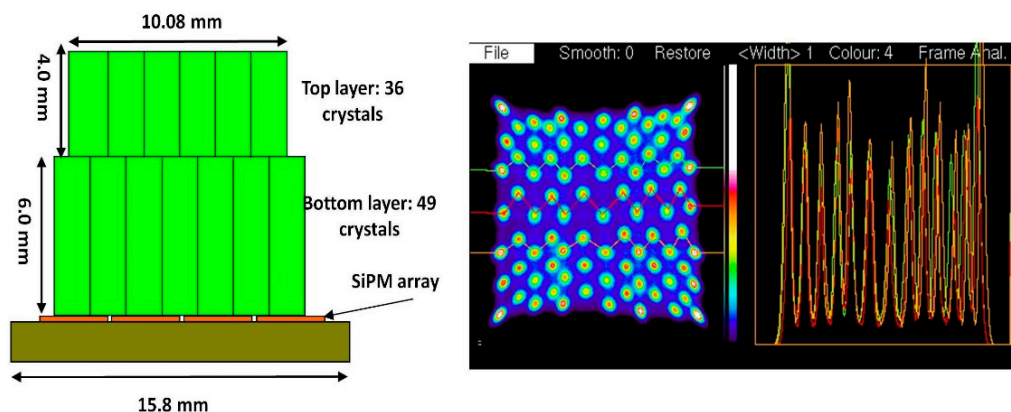 10.08 mm
4.0 mm
Top layer: 36
crystals
6.0 mm
Bottom layer: 49
crystals
SiPM array
15.8 mm
File Smooth: 0 Restore <Width> 1 Colour: 4 Frame Anal.